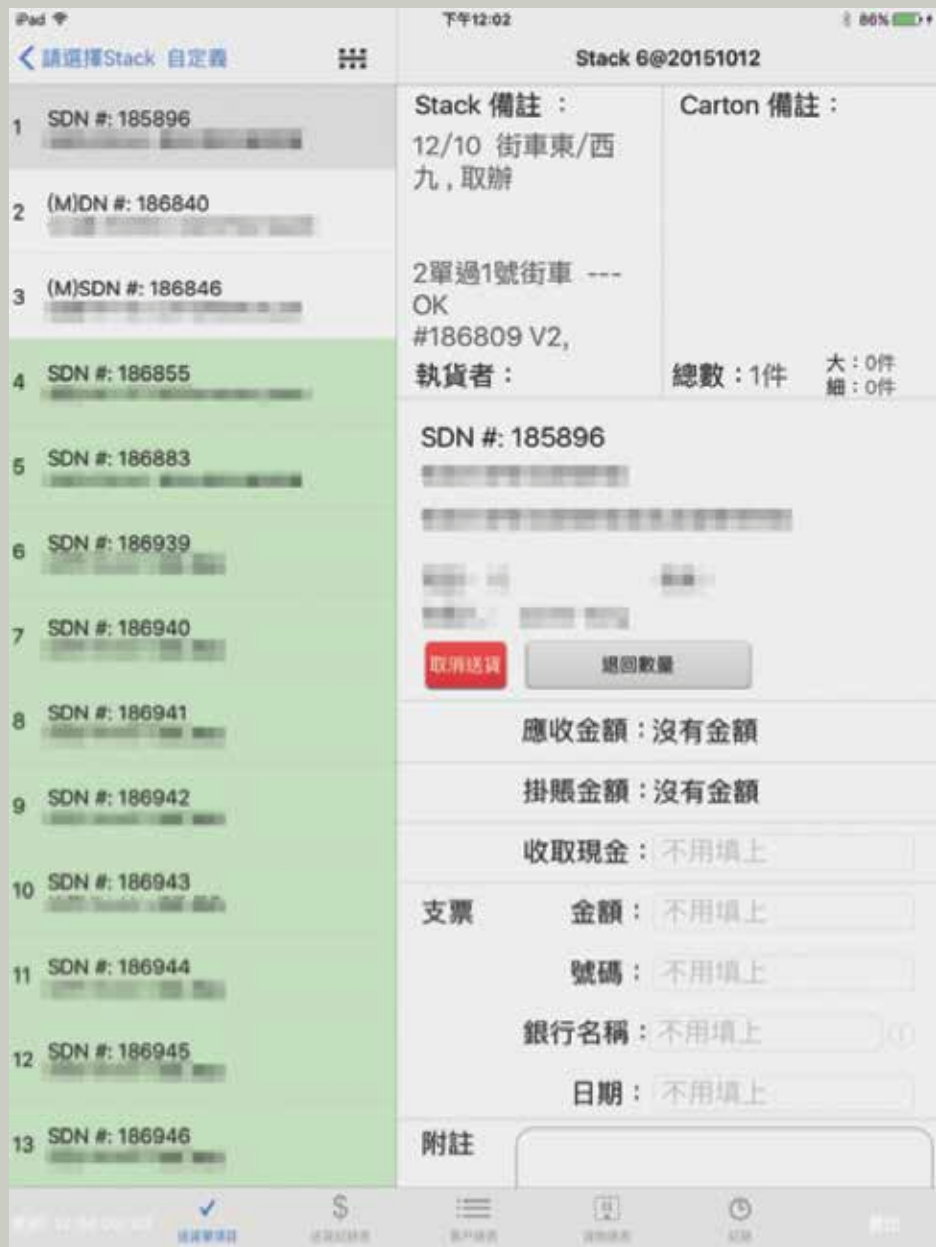 iPad
下午12:02
86%
請選擇Stack 自定義
Stack 6@20151012
1 SDN #: 185896
2 (M)DN #: 186840
3 (M)SDN #: 186846
4 SDN #: 186855
5 SDN #: 186883
6 SDN #: 186939
7 SDN #: 186940
8 SDN #: 186941
9 SDN #: 186942
10 SDN #: 186943
11 SDN #: 186944
12 SDN #: 186945
13 SDN #: 186946
Stack 備註：
12/10 街車東/西
九 , 取辦
2單過1號街車 ---
OK
#186809 V2,
Carton 備註：
執貨者：
總數：1件
大：0件
細：0件
SDN #: 185896
取消送貨
退回數量
應收金額：沒有金額
掛賬金額：沒有金額
收取現金：不用填上
支票 金額：不用填上
號碼：不用填上
銀行名稱：不用填上
日期：不用填上
附註